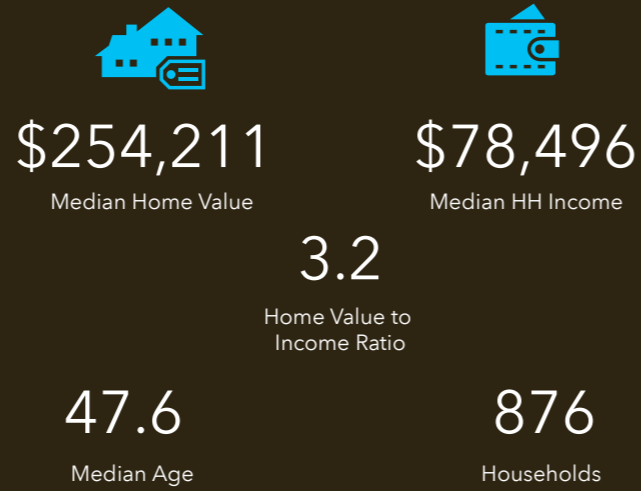 $254,211
Median Home Value
$78,496
Median HH Income
3.2
Home Value to
Income Ratio
47.6
Median Age
876
Households